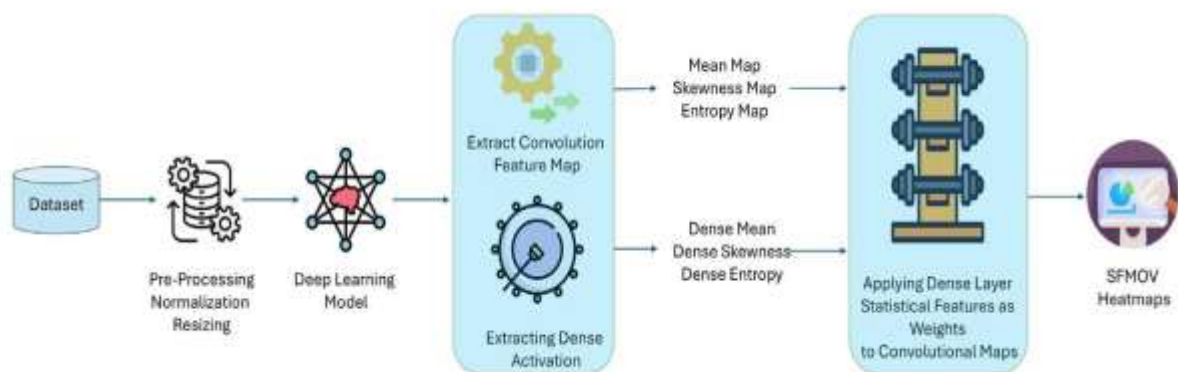 Dataset
Pre-Processing
Normalization
Resizing
Deep Learning
Model
Extract Convolution
Feature Map
Extracting Dense
Activation
Mean Map
Skewness Map
Entropy Map
Dense Mean
Dense Skewness
Dense Entropy
Applying Dense Layer
Statistical Features as
Weights
to Convolutional Maps
SFMOV
Heatmaps